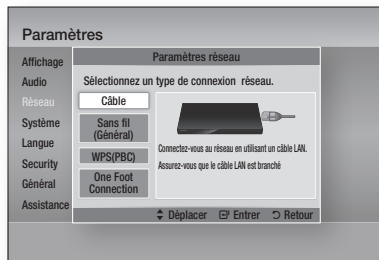 Paramètres
Affichage
Audio
Réseau
Système
Langue
Security
Général
Assistance
Paramètres réseau
Sélectionnez un type de connexion réseau.
Câble
Sans fil
(Général)
WPS(PBC)
One Foot
Connection
Connectez-vous au réseau en utilisant un câble LAN.
Assurez-vous que le câble LAN est branché
Déplacer Entrer Retour